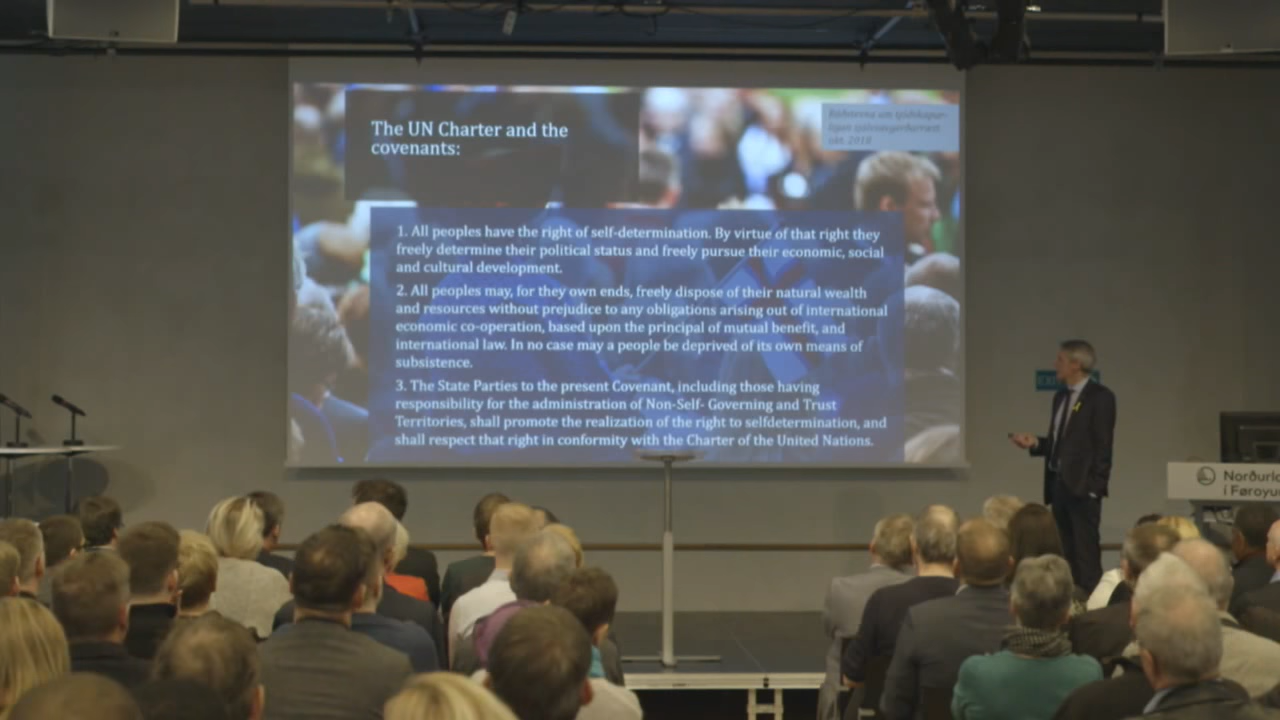 The UN Charter and the
covenants:
okt. 2018
1. All peoples have the right of self-determination. By virtue of that right they
freely determine their political status and freely pursue their economic, social
and cultural development.
2. All peoples may, for they own ends, freely dispose of their natural wealth
and resources without prejudice to any obligations arising out of international
economic co-operation, based upon the principal of mutual benefit, and
international law. In no case may a people be deprived of its own means of
subsistence.
3. The State Parties to the present Covenant, including those having
responsibility for the administration of Non-Self- Governing and Trust
Territories, shall promote the realization of the right to selfdetermination, and
shall respect that right in conformity with the Charter of the United Nations.
í Føroyu